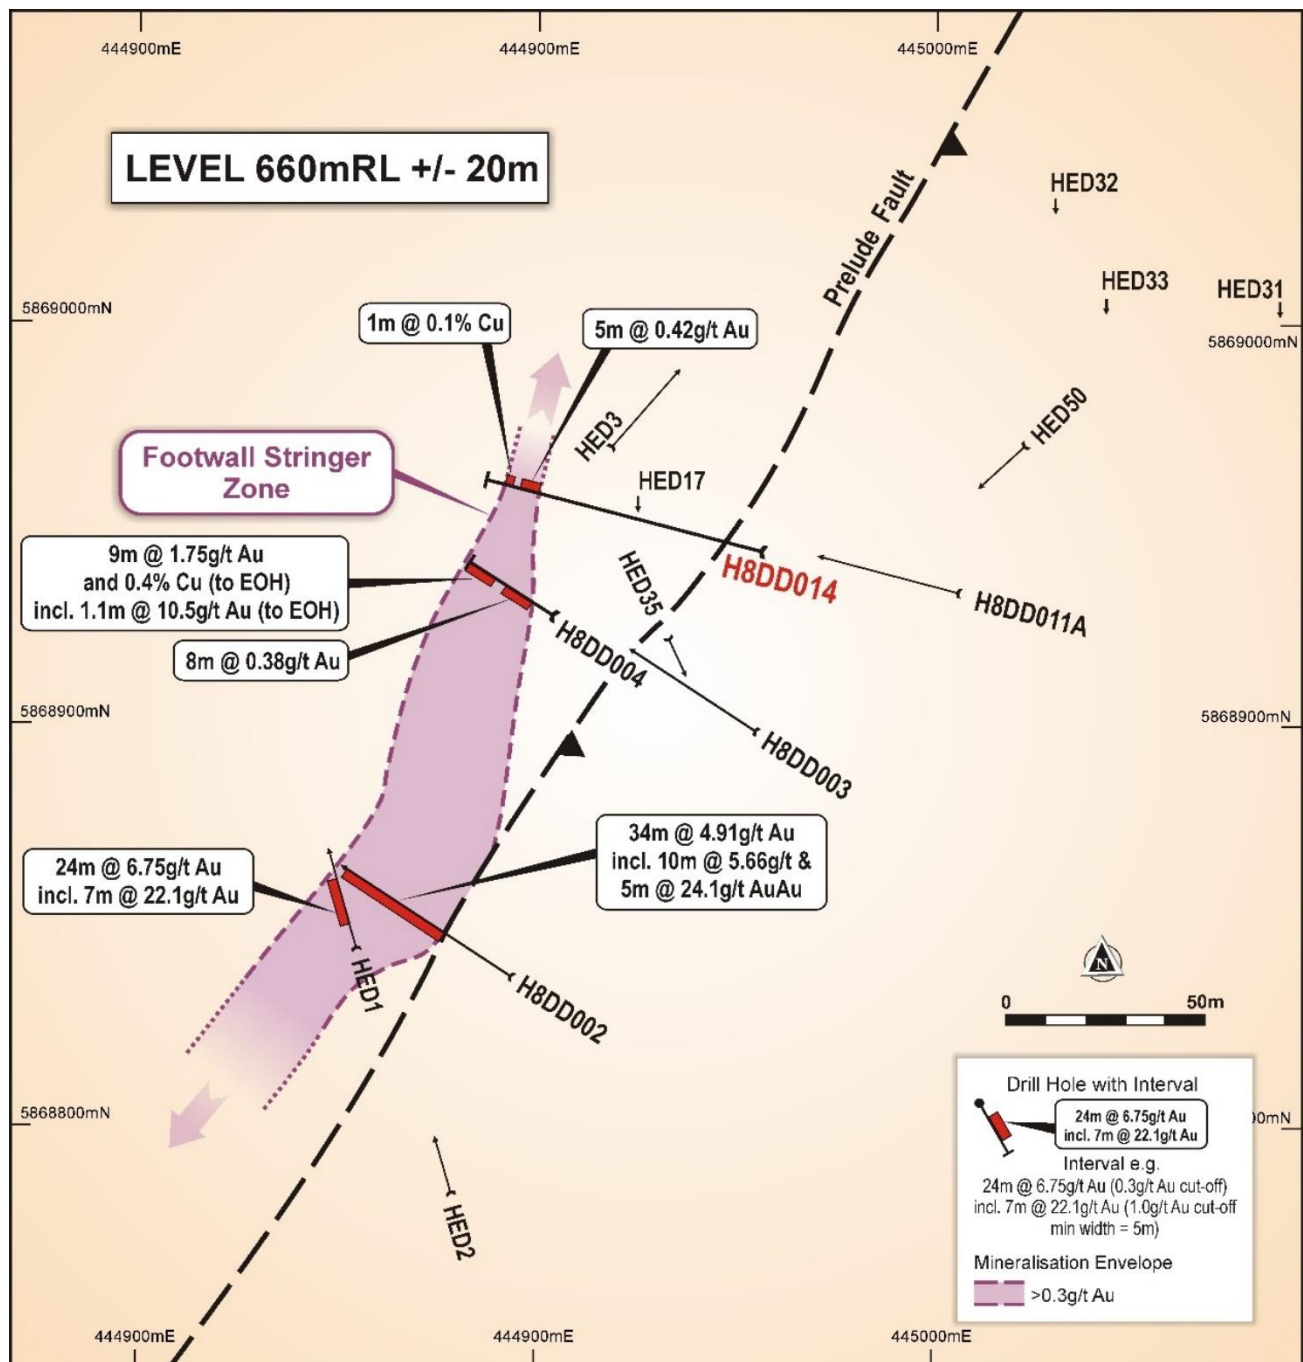 444900mE
444900mE
445000mE
LEVEL 660mRL +/- 20m
Prelude Fault
HED32
HED33
HED31
5869000mN
5869000mN
1m @ 0.1% Cu
5m @ 0.42g/t Au
HED3
HED50
Footwall Stringer
Zone
HED17
9m @ 1.75g/t Au
and 0.4% Cu (to EOH)
incl. 1.1m @ 10.5g/t Au (to EOH)
HED35
H8DD014
H8DD011A
8m @ 0.38g/t Au
H8DD004
5868900mN
5868900mN
H8DD003
24m @ 6.75g/t Au
incl. 7m @ 22.1g/t Au
34m @ 4.91g/t Au
incl. 10m @ 5.66g/t &
5m @ 24.1g/t AuAu
HED1
H8DD002
N
0
50m
5868800mN
00mN
HED2
Drill Hole with Interval
24m @ 6.75g/t Au
incl. 7m @ 22.1g/t Au
Interval e.g.
24m @ 6.75g/t Au (0.3g/t Au cut-off)
incl. 7m @ 22.1g/t Au (1.0g/t Au cut-off
min width = 5m)
Mineralisation Envelope
>0.3g/t Au
444900mE
444900mE
445000mE